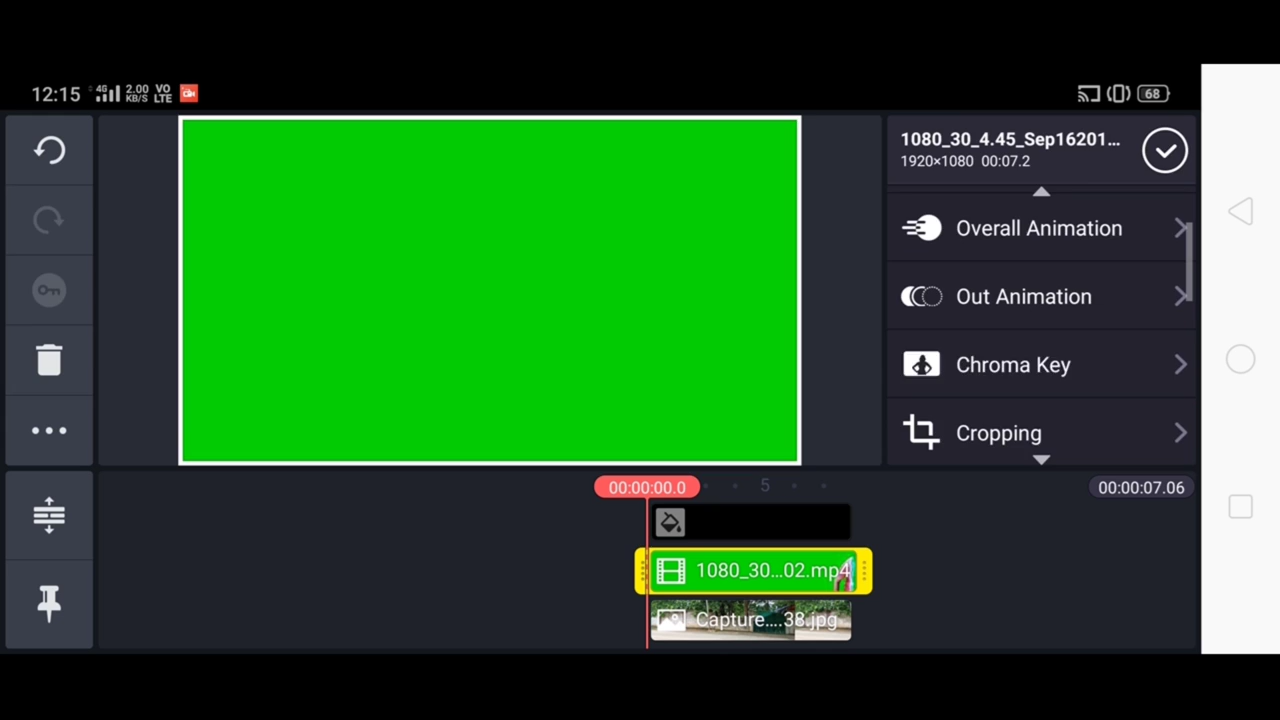 12:15 4G 2.00 KB/S VO LTE 68
1080_30_4.45_Sep16201...
1920×1080 00:07.2
Overall Animation
Out Animation
Chroma Key
Cropping
00:00:00.0 5 00:00:07.06
1080_30...02.mp4
Capture....38.jpg